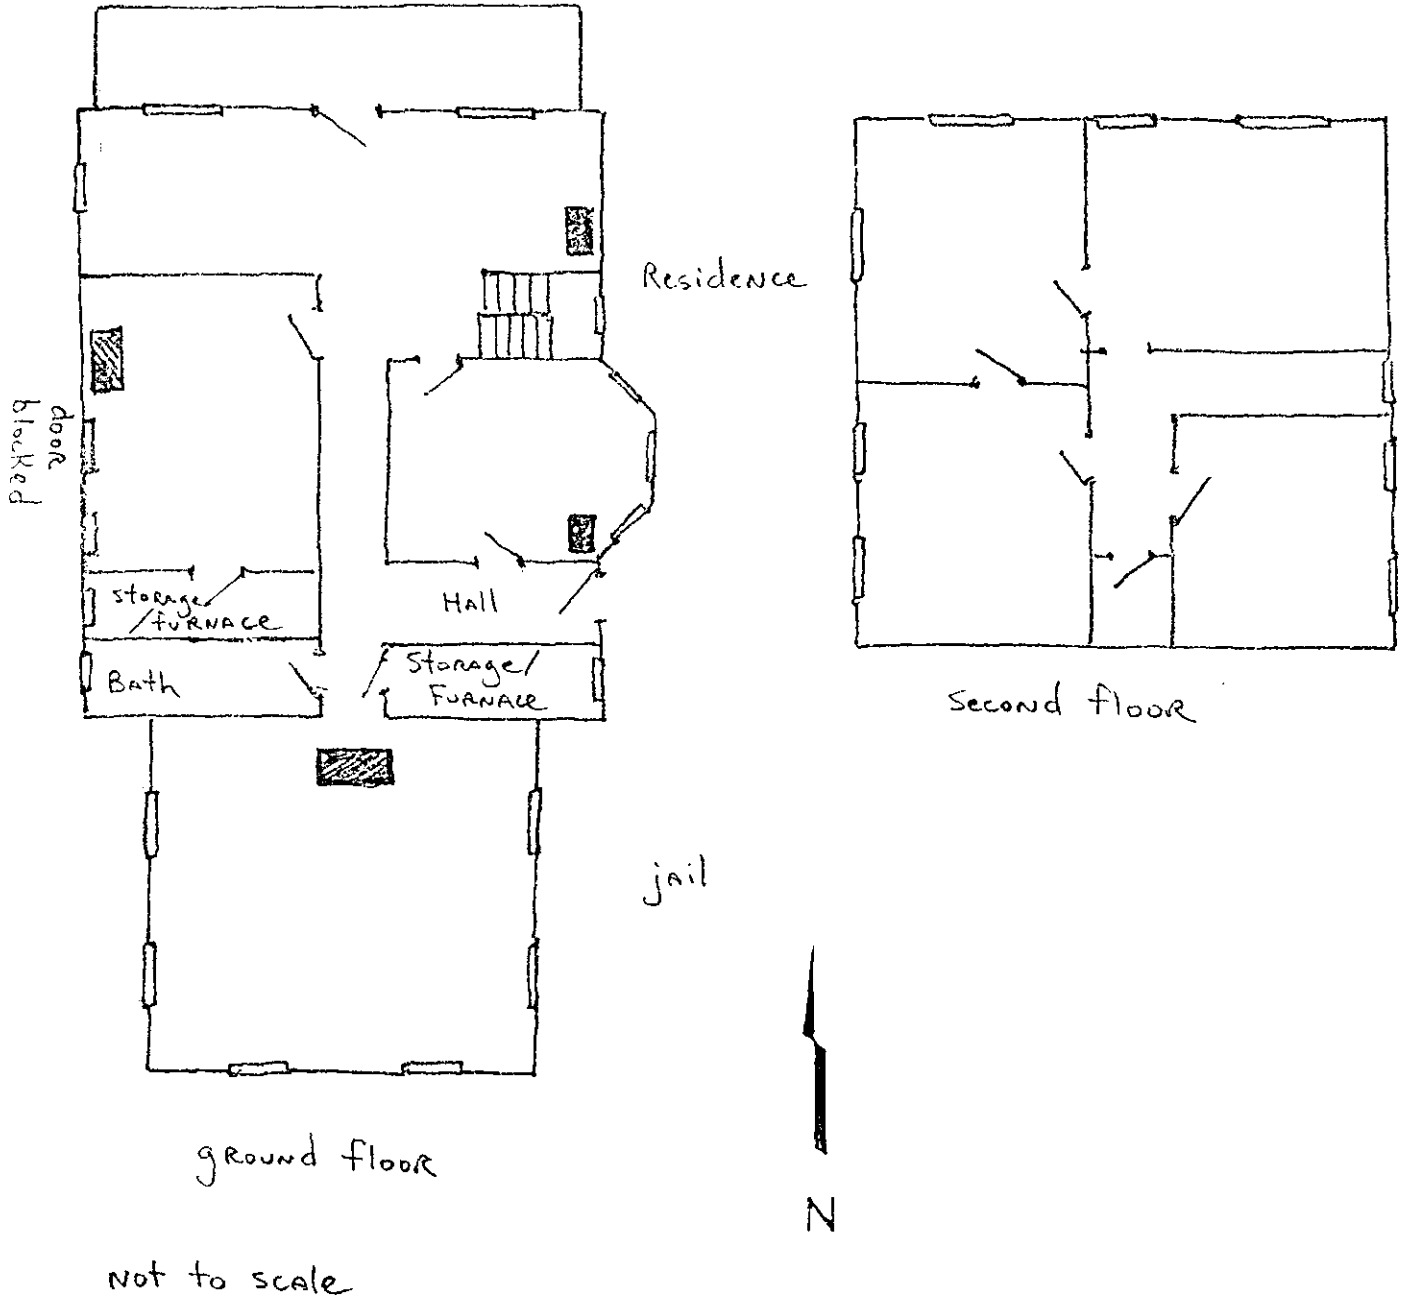 Residence
door
blocked
Storage
/furnace
Hall
Bath
Storage/
Furnace
second floor
jail
ground floor
N
Not to scale